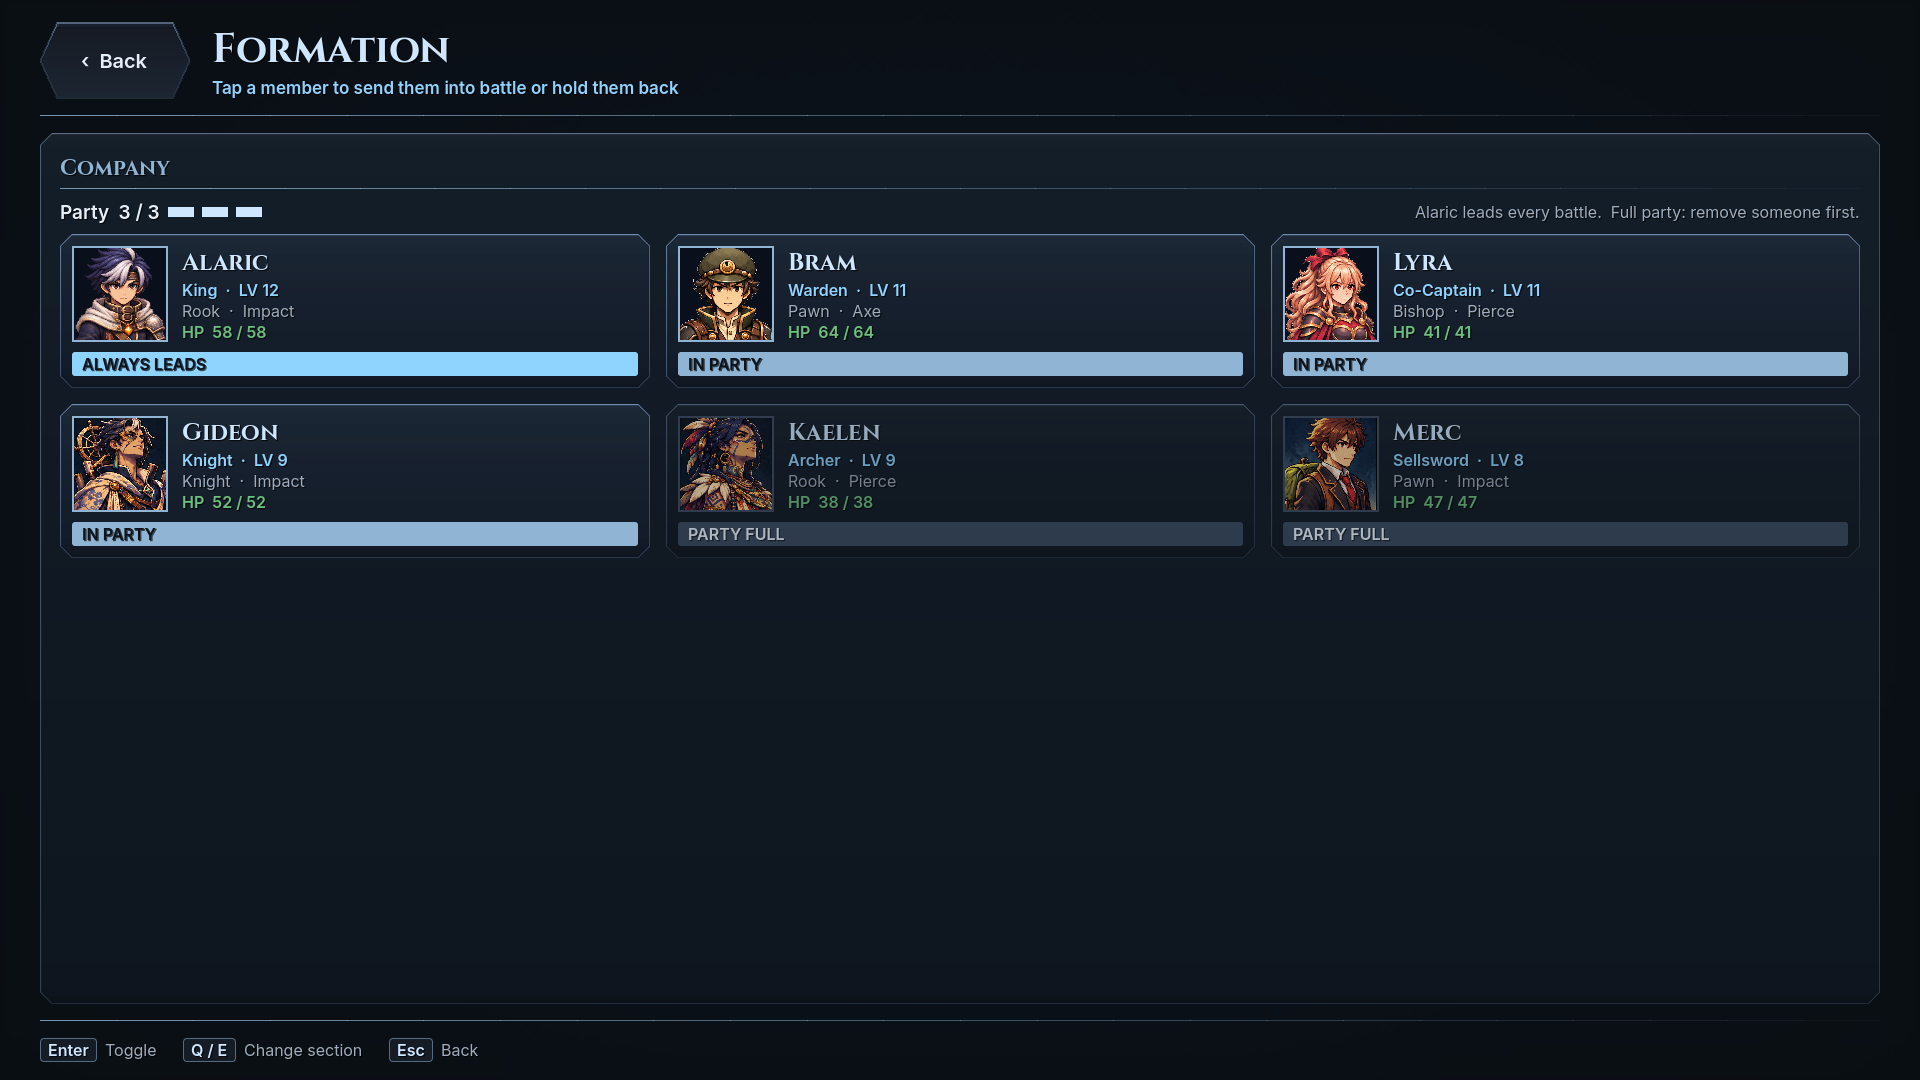 ‹ Back
Formation
Tap a member to send them into battle or hold them back
Company
Party 3 / 3
Alaric leads every battle. Full party: remove someone first.
Alaric
King · LV 12
Rook · Impact
HP 58 / 58
ALWAYS LEADS
Bram
Warden · LV 11
Pawn · Axe
HP 64 / 64
IN PARTY
Lyra
Co-Captain · LV 11
Bishop · Pierce
HP 41 / 41
IN PARTY
Gideon
Knight · LV 9
Knight · Impact
HP 52 / 52
IN PARTY
Kaelen
Archer · LV 9
Rook · Pierce
HP 38 / 38
PARTY FULL
Merc
Sellsword · LV 8
Pawn · Impact
HP 47 / 47
PARTY FULL
Enter Toggle Q / E Change section Esc Back